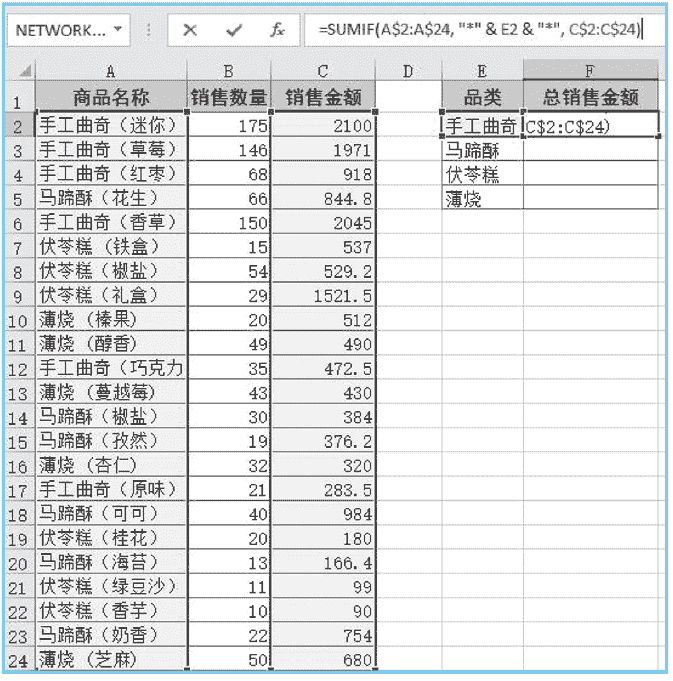 NETWORK... =SUMIF(A$2:A$24, "*" & E2 & "*", C$2:C$24)
A B C D E F
1 商品名称 销售数量 销售金额 品类 总销售金额
2 手工曲奇（迷你） 175 2100 手工曲奇 C$2:C$24)
3 手工曲奇（草莓） 146 1971 马蹄酥
4 手工曲奇（红枣） 68 918 伏苓糕
5 马蹄酥（花生） 66 844.8 薄烧
6 手工曲奇（香草） 150 2045
7 伏苓糕（铁盒） 15 537
8 伏苓糕（椒盐） 54 529.2
9 伏苓糕（礼盒） 29 1521.5
10 薄烧（榛果) 20 512
11 薄烧（醇香) 49 490
12 手工曲奇（巧克力 35 472.5
13 薄烧（蔓越莓) 43 430
14 马蹄酥（椒盐） 30 384
15 马蹄酥（孜然） 19 376.2
16 薄烧（杏仁) 32 320
17 手工曲奇（原味） 21 283.5
18 马蹄酥（可可） 40 984
19 伏苓糕（桂花） 20 180
20 马蹄酥（海苔） 13 166.4
21 伏苓糕（绿豆沙） 11 99
22 伏苓糕（香芋） 10 90
23 马蹄酥（奶香） 22 754
24 薄烧（芝麻) 50 680